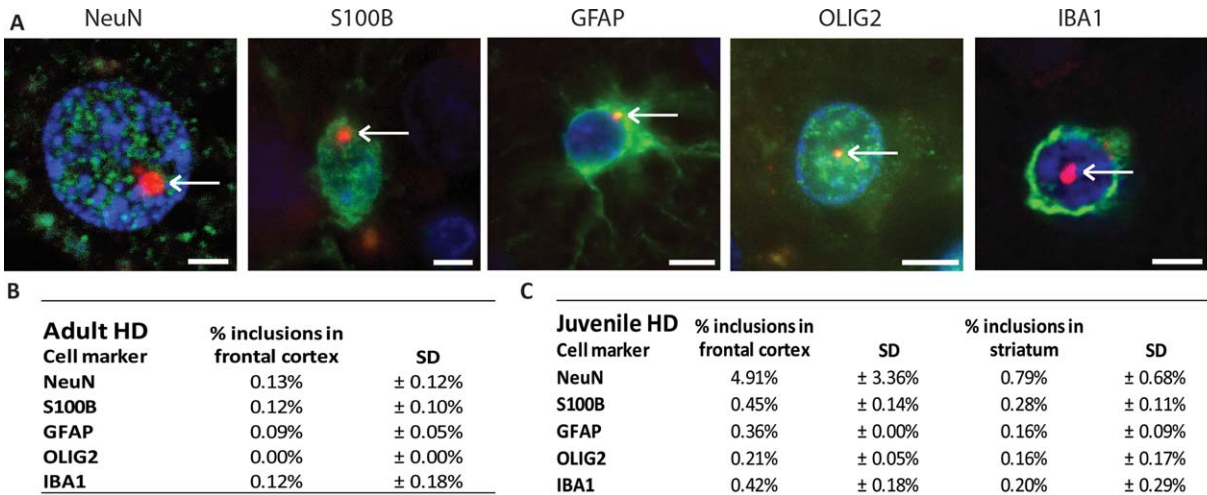 A NeuN S100B GFAP OLIG2 IBA1
B
Adult HD % inclusions in
Cell marker frontal cortex SD
NeuN 0.13% ± 0.12%
S100B 0.12% ± 0.10%
GFAP 0.09% ± 0.05%
OLIG2 0.00% ± 0.00%
IBA1 0.12% ± 0.18%
C
Juvenile HD % inclusions in % inclusions in
Cell marker frontal cortex SD striatum SD
NeuN 4.91% ± 3.36% 0.79% ± 0.68%
S100B 0.45% ± 0.14% 0.28% ± 0.11%
GFAP 0.36% ± 0.00% 0.16% ± 0.09%
OLIG2 0.21% ± 0.05% 0.16% ± 0.17%
IBA1 0.42% ± 0.18% 0.20% ± 0.29%